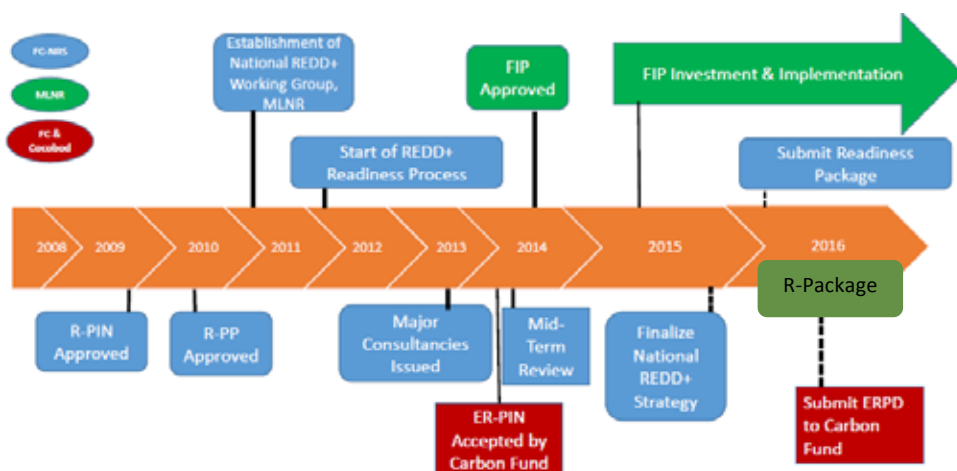 FC-NRS
MLNR
FC &
Cocobod
Establishment of
National REDD+
Working Group,
MLNR
FIP
Approved
FIP Investment & Implementation
Start of REDD+
Readiness Process
Submit Readiness
Package
2008
2009
2010
2011
2012
2013
2014
2015
2016
R-Package
R-PIN
Approved
R-PP
Approved
Major
Consultancies
Issued
Mid-
Term
Review
Finalize
National
REDD+
Strategy
ER-PIN
Accepted by
Carbon Fund
Submit ERPD
to Carbon
Fund